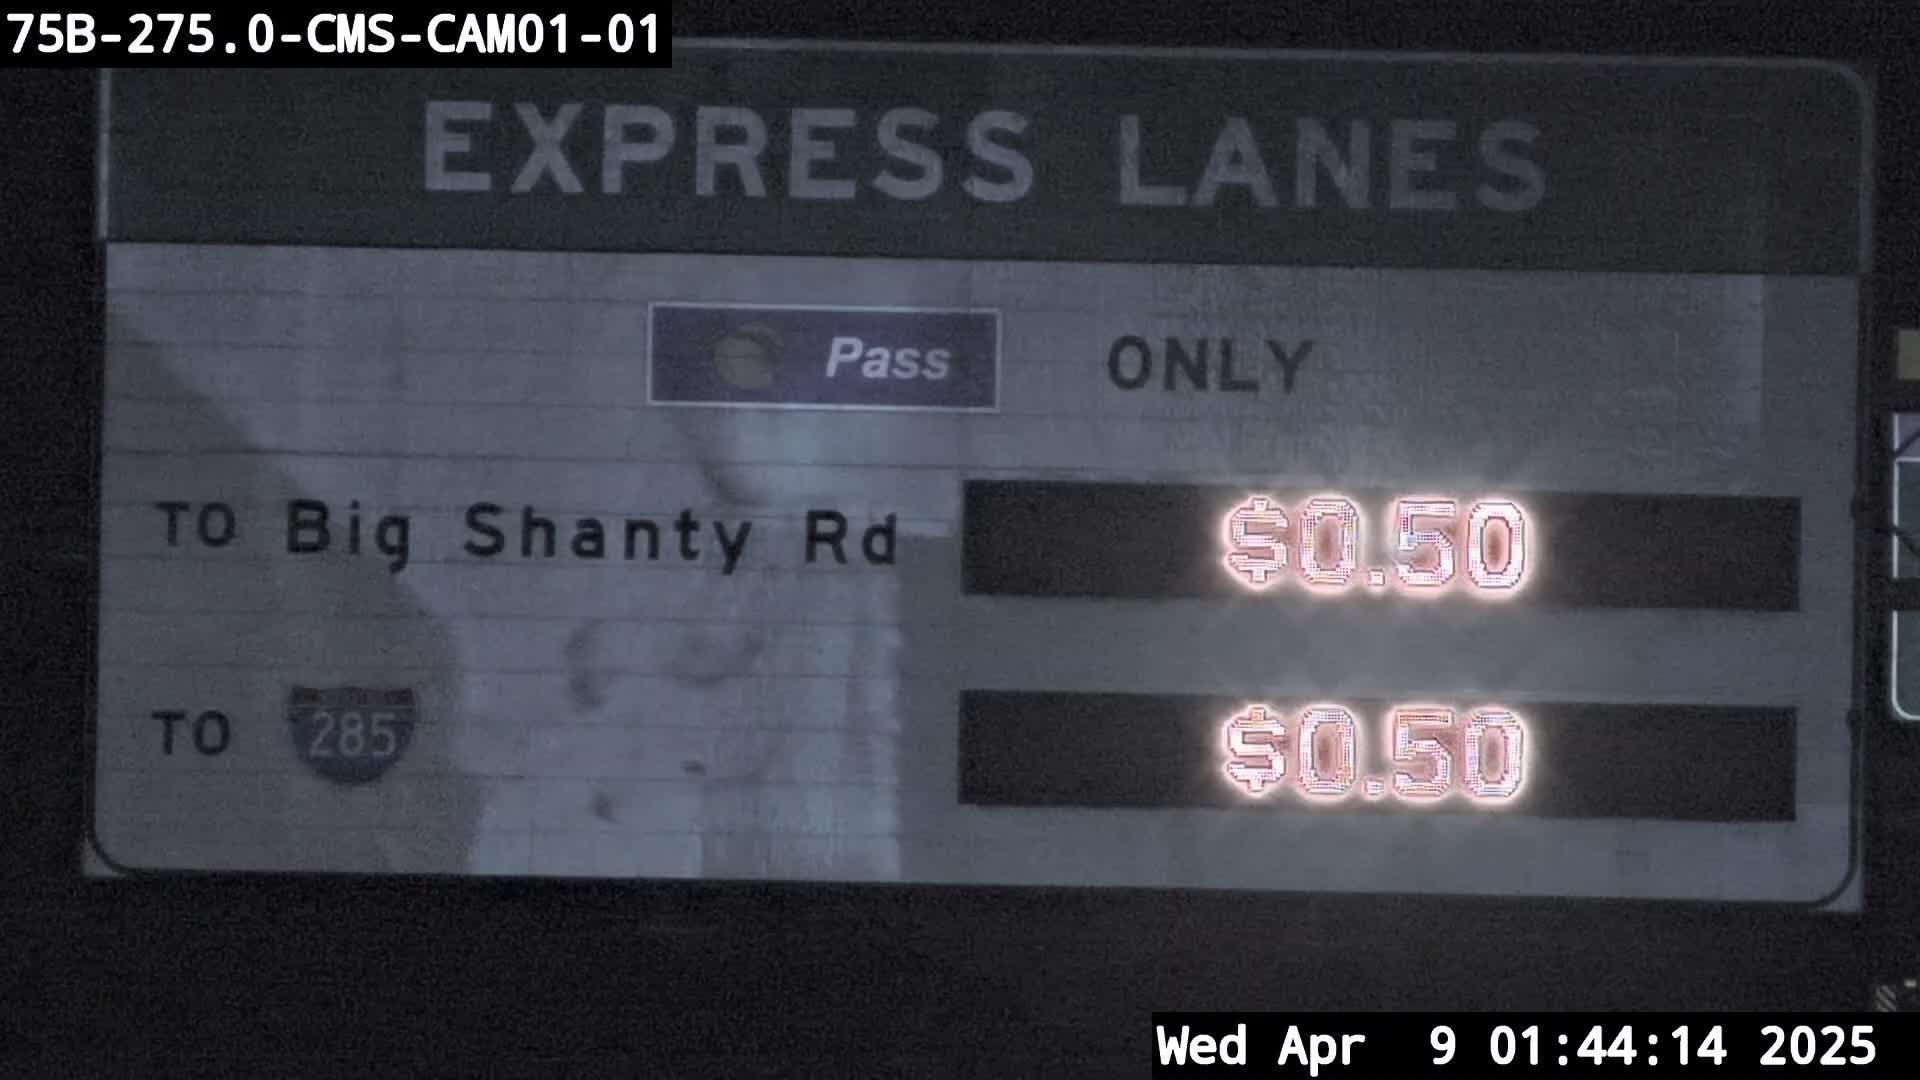 75B-275.0-CMS-CAM01-01
EXPRESS LANES
Pass ONLY
TO Big Shanty Rd $0.50
TO 285 $0.50
Wed Apr 9 01:44:14 2025